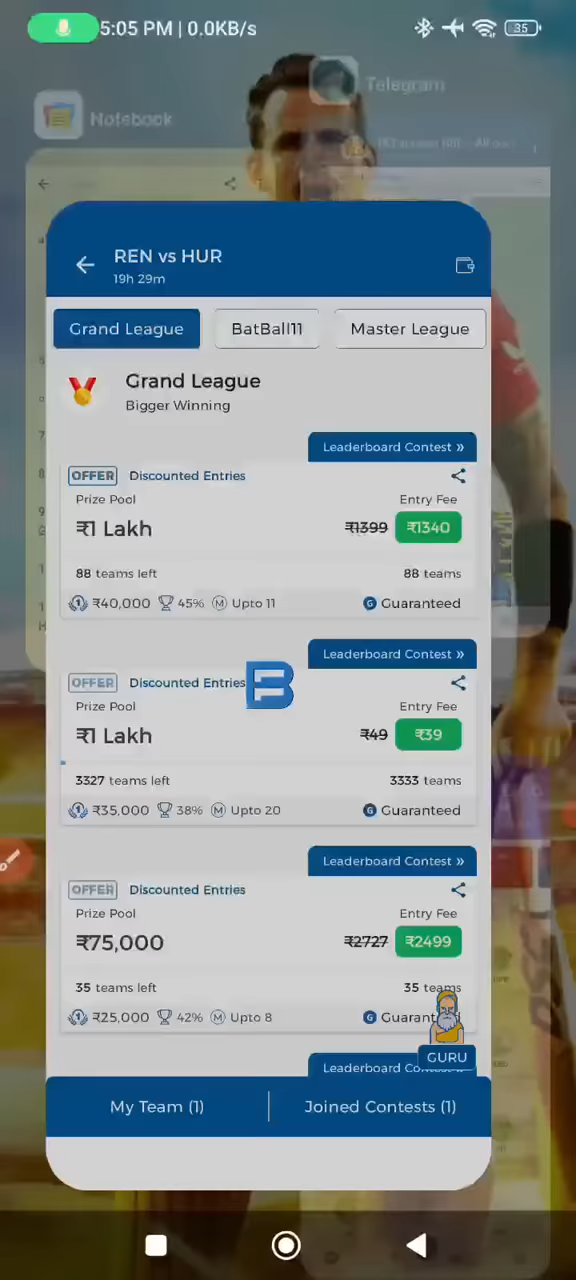 5:05 PM | 0.0KB/s
35
Telegram
Notebook
REN vs HUR
19h 29m
Grand League
BatBall11
Master League
Grand League
Bigger Winning
Leaderboard Contest »
OFFER Discounted Entries
Prize Pool
Entry Fee
₹1 Lakh
₹1399 ₹1340
88 teams left
88 teams
1 ₹40,000 45% M Upto 11
G Guaranteed
Leaderboard Contest »
OFFER Discounted Entries
B
Prize Pool
Entry Fee
₹1 Lakh
₹49 ₹39
3327 teams left
3333 teams
1 ₹35,000 38% M Upto 20
G Guaranteed
Leaderboard Contest »
OFFER Discounted Entries
Prize Pool
Entry Fee
₹75,000
₹2727 ₹2499
35 teams left
35 teams
1 ₹25,000 42% M Upto 8
G
GURU
Leaderboard
My Team (1)
Joined Contests (1)